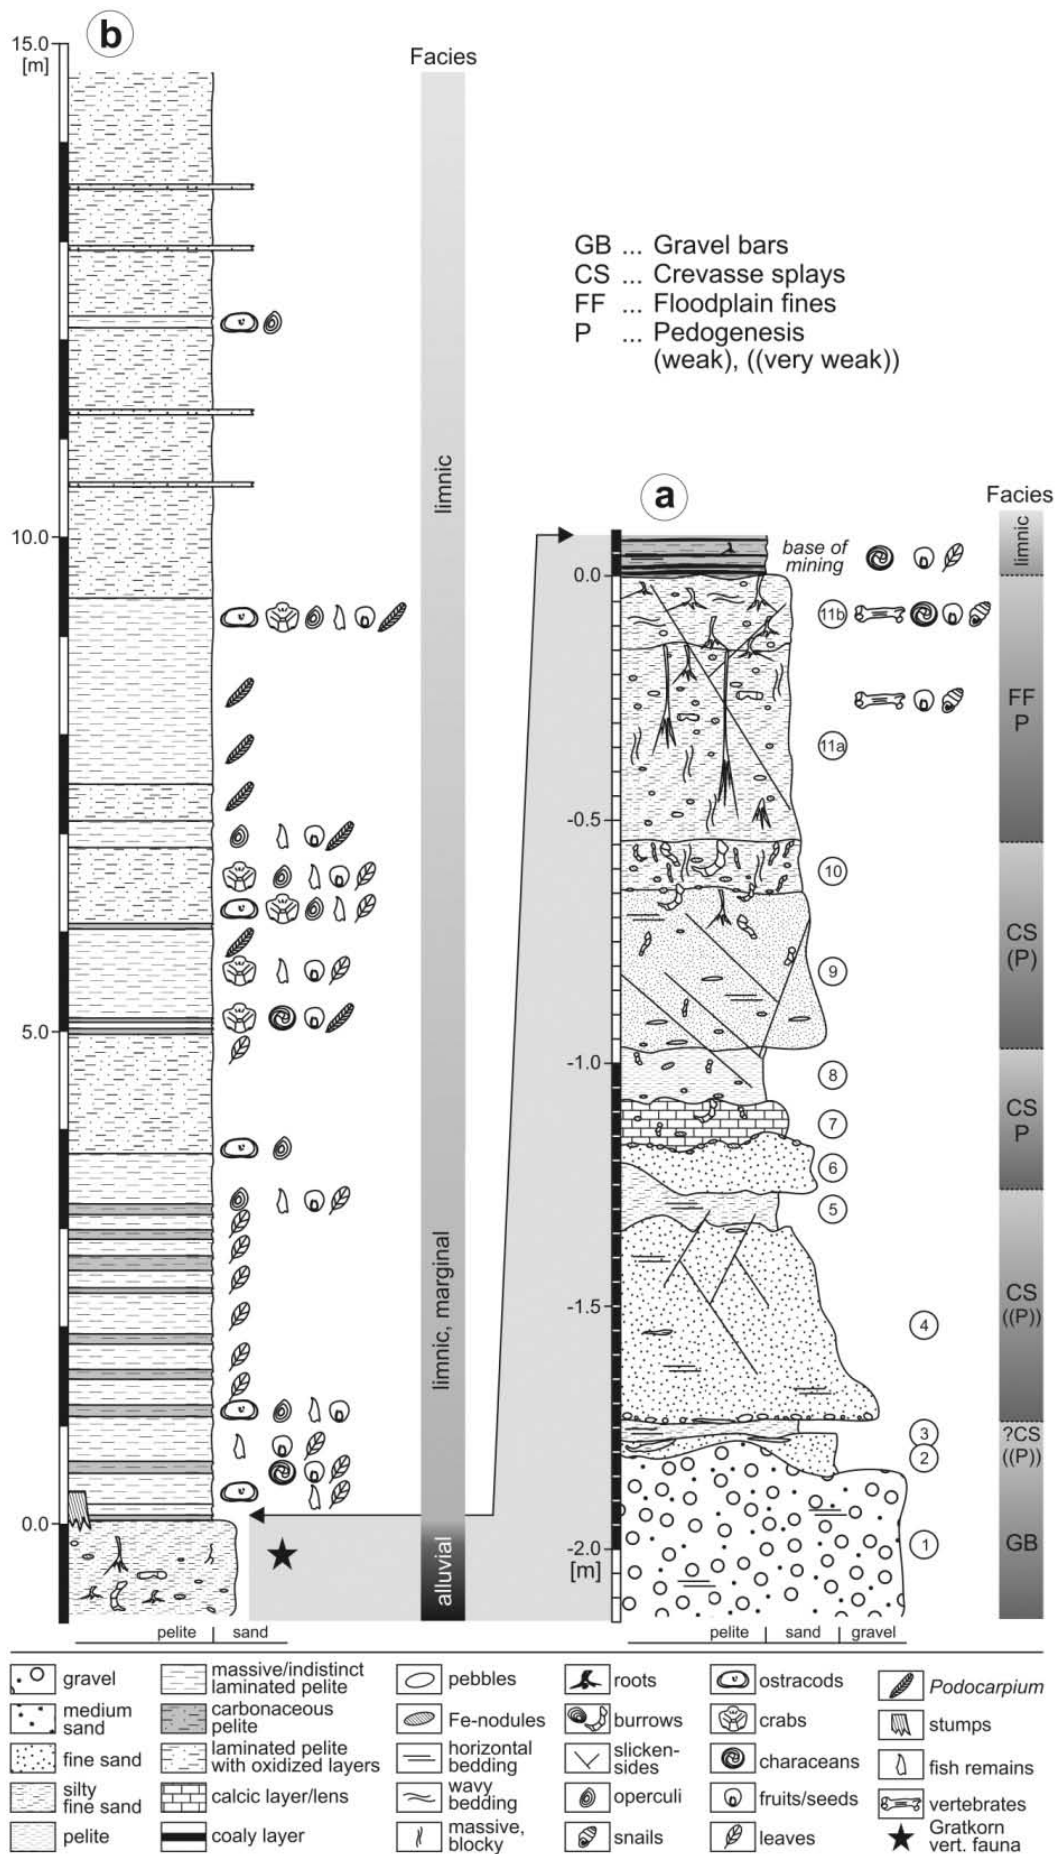 b
15.0
[m]
Facies
GB ... Gravel bars
CS ... Crevasse splays
FF ... Floodplain fines
P ... Pedogenesis
(weak), ((very weak))
limnic
10.0
a
Facies
base of
mining
limnic
0.0
11b
FF
P
11a
-0.5
10
CS
(P)
9
5.0
-1.0
8
CS
P
7
6
5
limnic, marginal
-1.5
CS
((P))
4
3
?CS
((P))
2
0.0
alluvial
-2.0
[m]
1
GB
pelite sand
pelite sand gravel
gravel
massive/indistinct
laminated pelite
pebbles
roots
ostracods
Podocarpium
medium
sand
carbonaceous
pelite
Fe-nodules
burrows
crabs
stumps
fine sand
laminated pelite
with oxidized layers
horizontal
bedding
slicken-
sides
characeans
fish remains
silty
fine sand
calcic layer/lens
wavy
bedding
operculi
fruits/seeds
vertebrates
pelite
coaly layer
massive,
blocky
snails
leaves
Gratkorn
vert. fauna